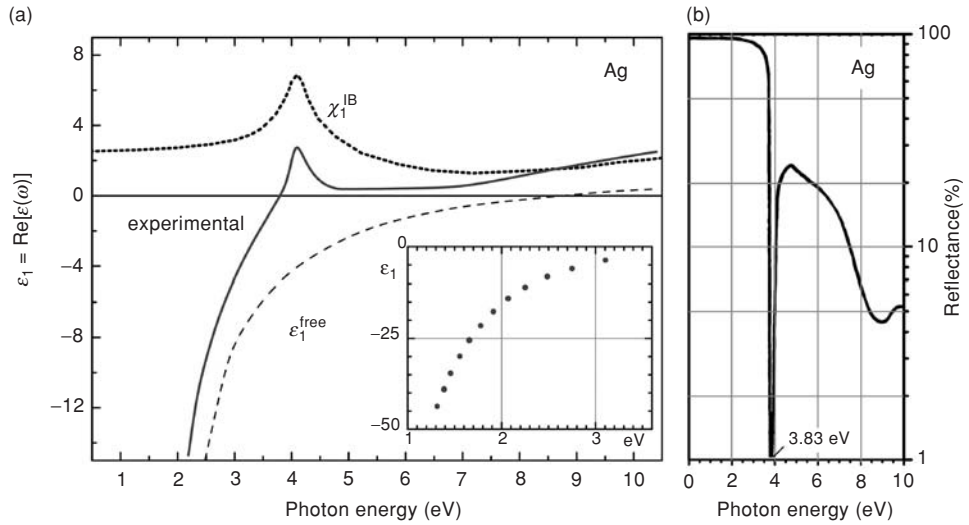 (a)
8
4
0
−4
−8
−12
ε₁ = Re[ε(ω)]
Ag
χ₁ᴵᴮ
experimental
ε₁ᶠʳᵉᵉ
0
ε₁
−25
−50
1 2 3
eV
1 2 3 4 5 6 7 8 9 10
Photon energy (eV)
(b)
Ag
100
10
1
Reflectance(%)
3.83 eV
0 2 4 6 8 10
Photon energy (eV)